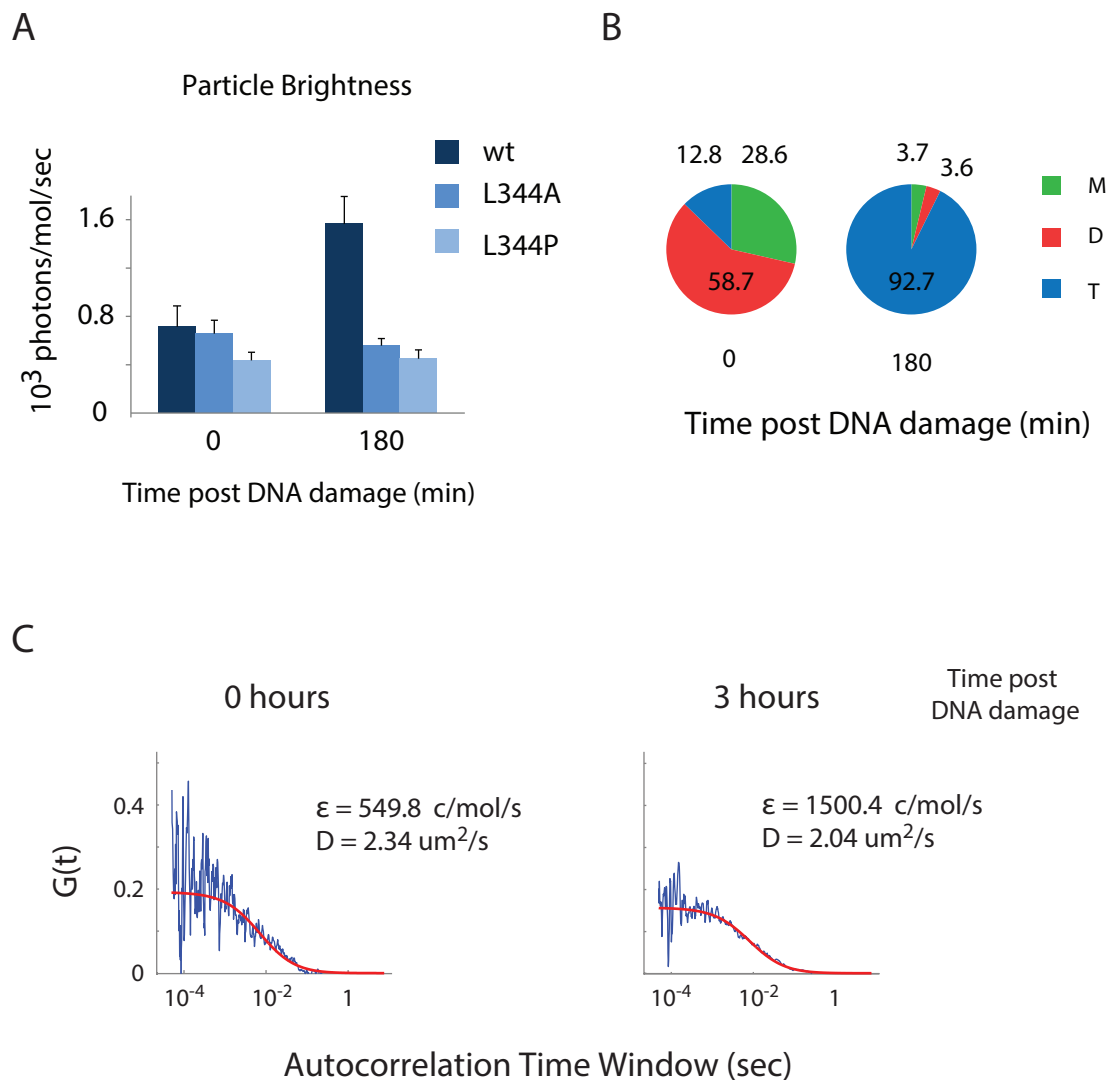 A
Particle Brightness
10³ photons/mol/sec
1.6
0.8
0
wt
L344A
L344P
0 180
Time post DNA damage (min)
B
12.8 28.6
58.7
0
3.7
3.6
92.7
180
M
D
T
Time post DNA damage (min)
C
0 hours
3 hours
Time post
DNA damage
G(t)
0.4
0.2
0
ε = 549.8 c/mol/s
D = 2.34 um²/s
10⁻⁴ 10⁻² 1
ε = 1500.4 c/mol/s
D = 2.04 um²/s
10⁻⁴ 10⁻² 1
Autocorrelation Time Window (sec)